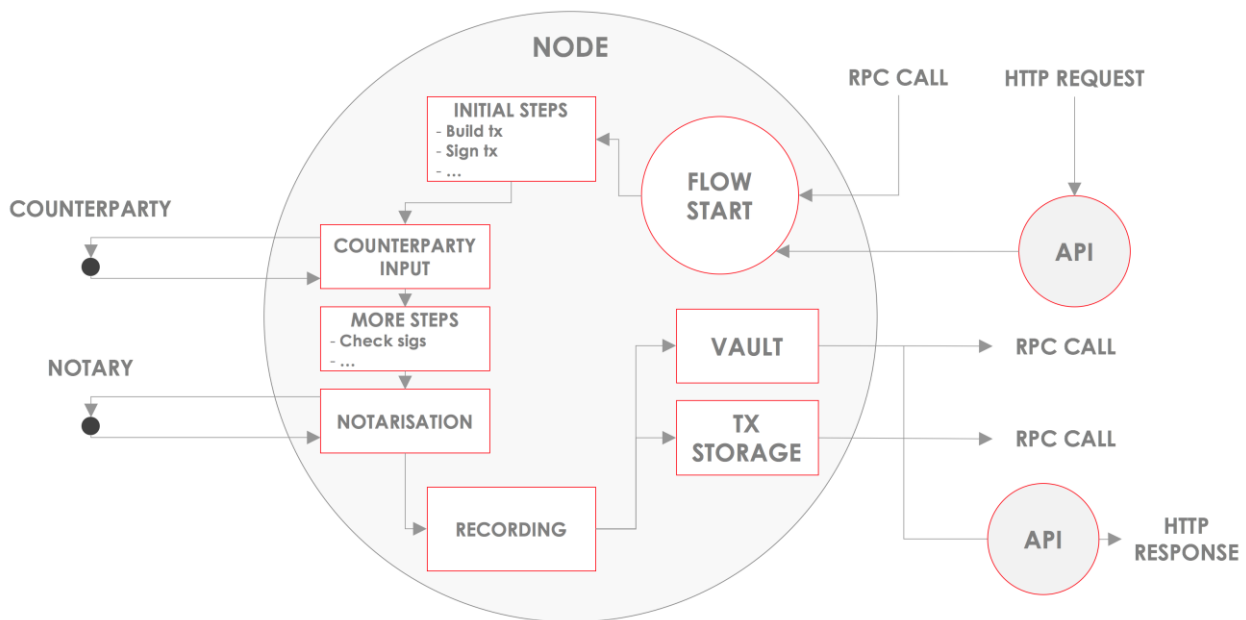 NODE
RPC CALL
HTTP REQUEST
INITIAL STEPS
- Build tx
- Sign tx
- ...
FLOW
START
COUNTERPARTY
COUNTERPARTY
INPUT
API
MORE STEPS
- Check sigs
- ...
VAULT
RPC CALL
NOTARY
NOTARISATION
TX
STORAGE
RPC CALL
RECORDING
API
HTTP
RESPONSE